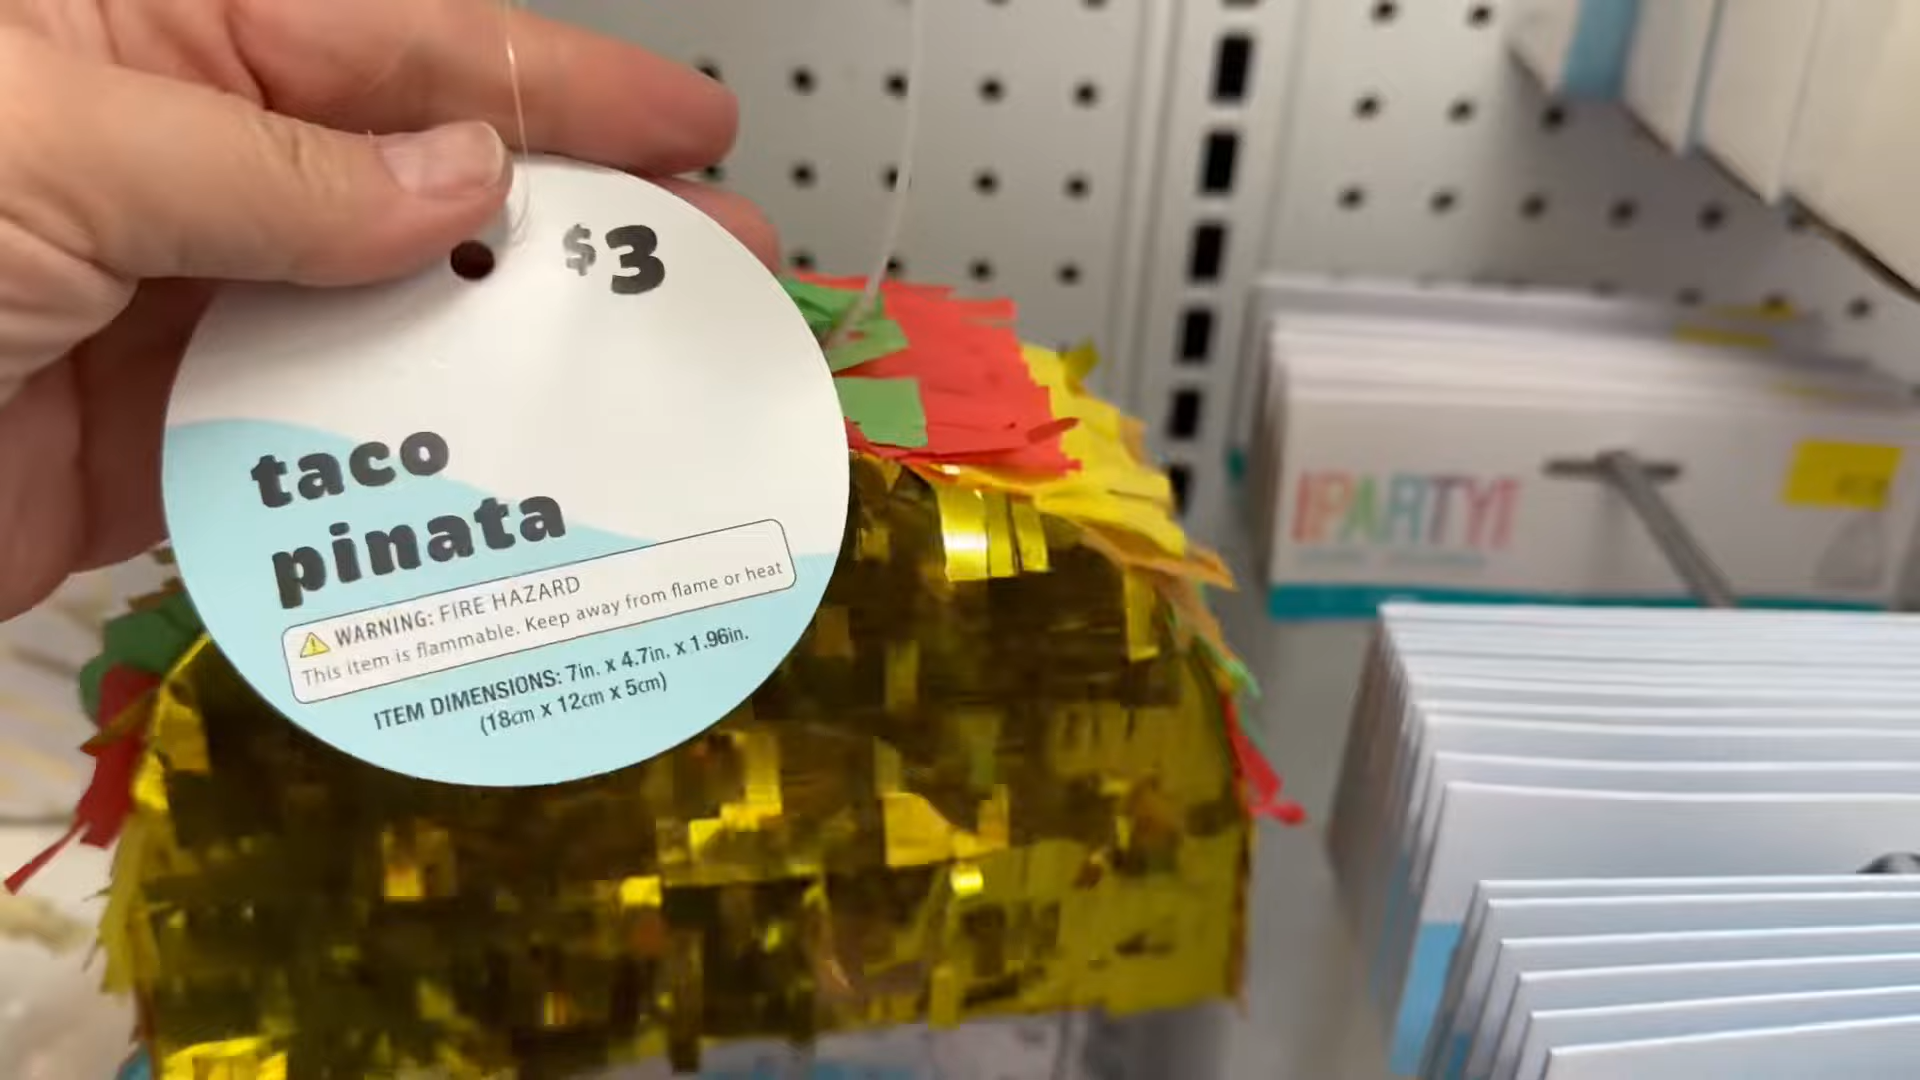 $3
taco
pinata
⚠ WARNING: FIRE HAZARD
This item is flammable. Keep away from flame or heat
ITEM DIMENSIONS: 7in. x 4.7in. x 1.96in.
(18cm x 12cm x 5cm)
PARTY!